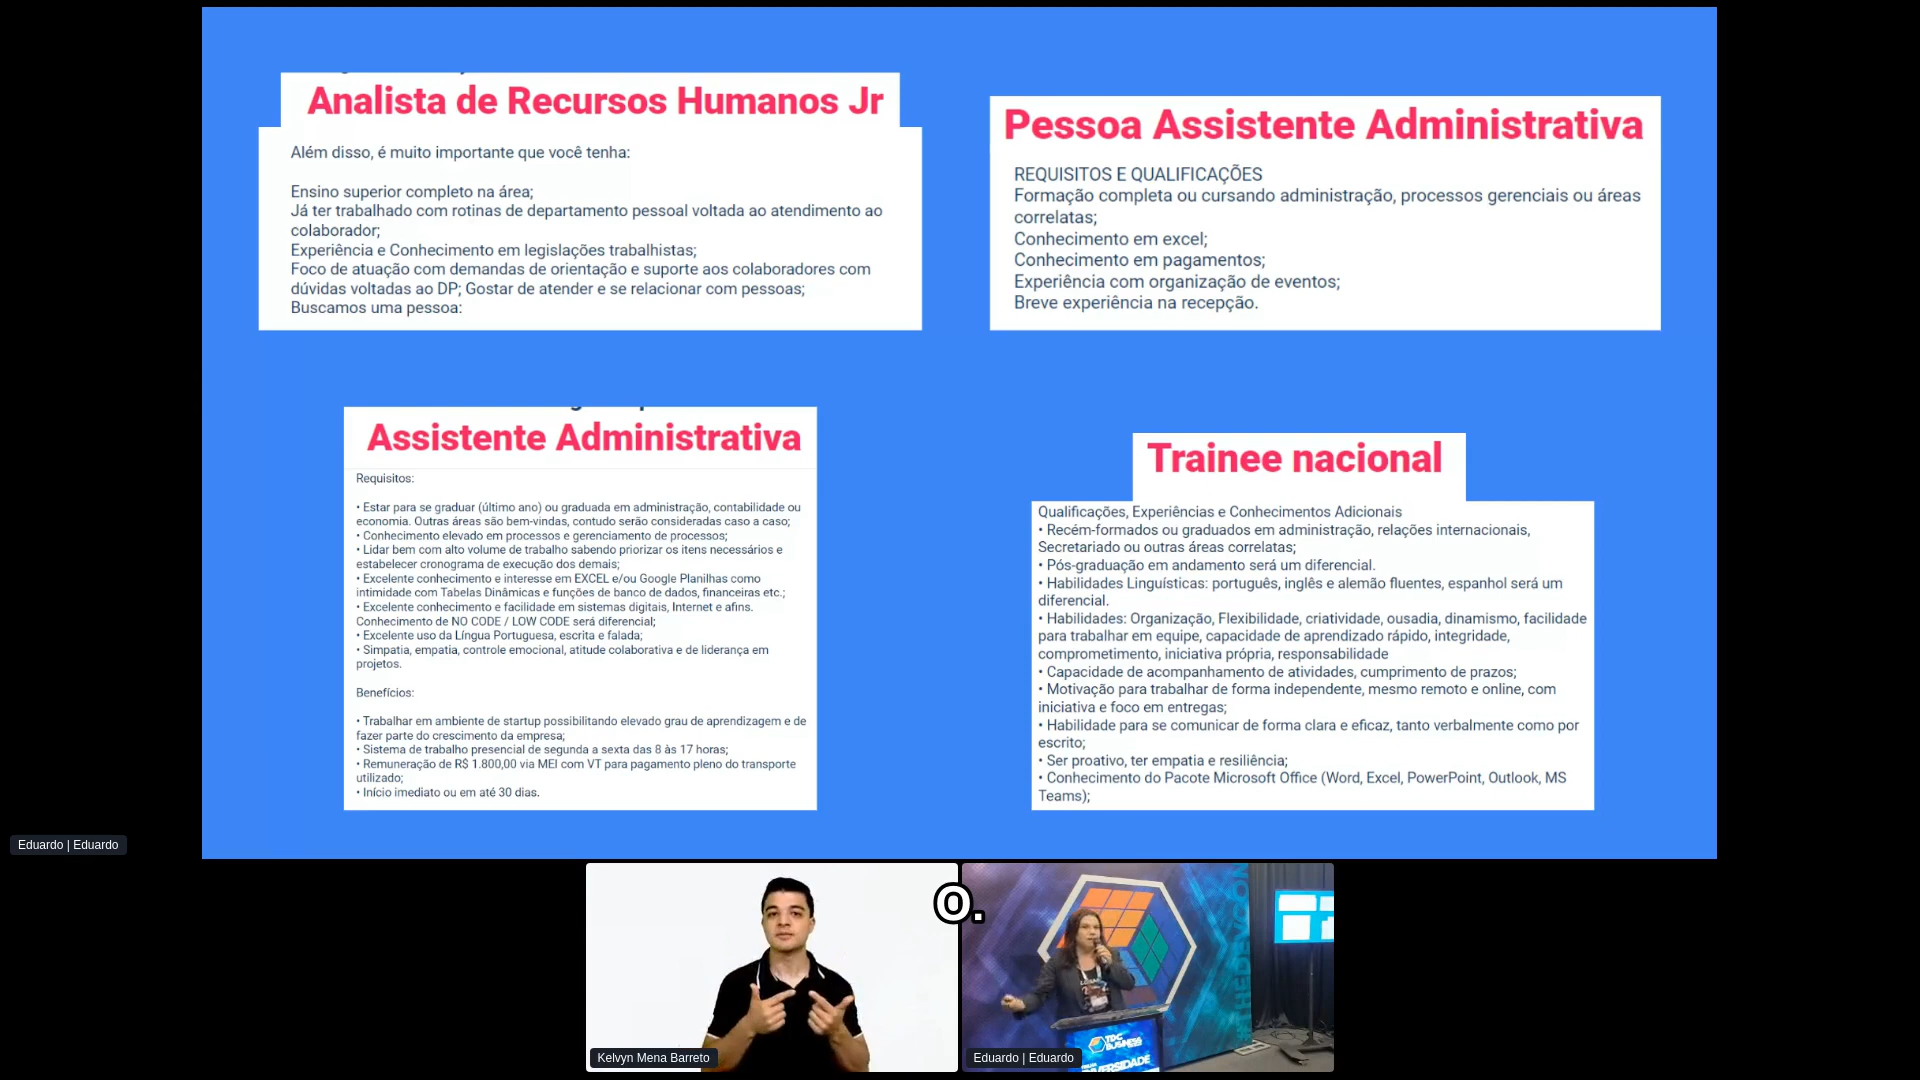 Analista de Recursos Humanos Jr
Além disso, é muito importante que você tenha:
Ensino superior completo na área;
Já ter trabalhado com rotinas de departamento pessoal voltada ao atendimento ao
colaborador;
Experiência e Conhecimento em legislações trabalhistas;
Foco de atuação com demandas de orientação e suporte aos colaboradores com
dúvidas voltadas ao DP; Gostar de atender e se relacionar com pessoas;
Buscamos uma pessoa:
Pessoa Assistente Administrativa
REQUISITOS E QUALIFICAÇÕES
Formação completa ou cursando administração, processos gerenciais ou áreas
correlatas;
Conhecimento em excel;
Conhecimento em pagamentos;
Experiência com organização de eventos;
Breve experiência na recepção.
Assistente Administrativa
Requisitos:
• Estar para se graduar (último ano) ou graduada em administração, contabilidade ou
economia. Outras áreas são bem-vindas, contudo serão consideradas caso a caso;
• Conhecimento elevado em processos e gerenciamento de processos;
• Lidar bem com alto volume de trabalho sabendo priorizar os itens necessários e
estabelecer cronograma de execução dos demais;
• Excelente conhecimento e interesse em EXCEL e/ou Google Planilhas como
intimidade com Tabelas Dinâmicas e funções de banco de dados, financeiras etc.;
• Excelente conhecimento e facilidade em sistemas digitais, Internet e afins.
Conhecimento de NO CODE / LOW CODE será diferencial;
• Excelente uso da Língua Portuguesa, escrita e falada;
• Simpatia, empatia, controle emocional, atitude colaborativa e de liderança em
projetos.
Benefícios:
• Trabalhar em ambiente de startup possibilitando elevado grau de aprendizagem e de
fazer parte do crescimento da empresa;
• Sistema de trabalho presencial de segunda a sexta das 8 às 17 horas;
• Remuneração de R$ 1.800,00 via MEI com VT para pagamento pleno do transporte
utilizado;
• Início imediato ou em até 30 dias.
Trainee nacional
Qualificações, Experiências e Conhecimentos Adicionais
• Recém-formados ou graduados em administração, relações internacionais,
Secretariado ou outras áreas correlatas;
• Pós-graduação em andamento será um diferencial.
• Habilidades Linguísticas: português, inglês e alemão fluentes, espanhol será um
diferencial.
• Habilidades: Organização, Flexibilidade, criatividade, ousadia, dinamismo, facilidade
para trabalhar em equipe, capacidade de aprendizado rápido, integridade,
comprometimento, iniciativa própria, responsabilidade
• Capacidade de acompanhamento de atividades, cumprimento de prazos;
• Motivação para trabalhar de forma independente, mesmo remoto e online, com
iniciativa e foco em entregas;
• Habilidade para se comunicar de forma clara e eficaz, tanto verbalmente como por
escrito;
• Ser proativo, ter empatia e resiliência;
• Conhecimento do Pacote Microsoft Office (Word, Excel, PowerPoint, Outlook, MS
Teams);
Eduardo | Eduardo
o.
Kelvyn Mena Barreto
Eduardo | Eduardo
#THEDEVCON
TDC
BUSINESS